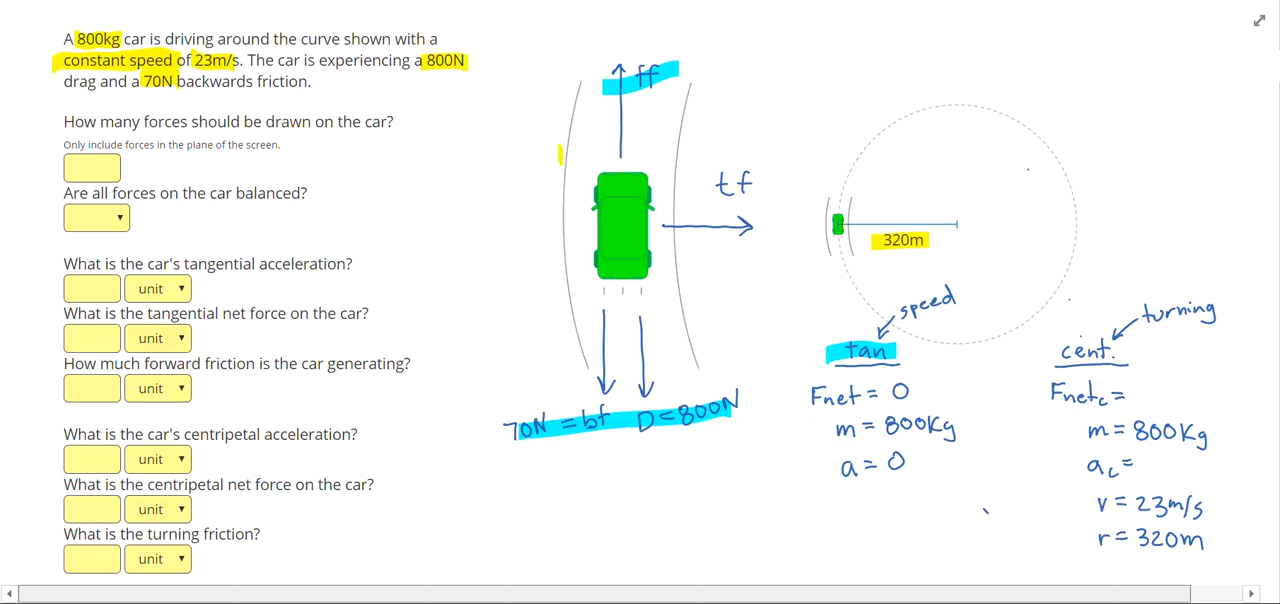 A 800kg car is driving around the curve shown with a
constant speed of 23m/s. The car is experiencing a 800N
drag and a 70N backwards friction.
How many forces should be drawn on the car?
Only include forces in the plane of the screen.
Are all forces on the car balanced?
What is the car's tangential acceleration?
unit
What is the tangential net force on the car?
unit
How much forward friction is the car generating?
unit
What is the car's centripetal acceleration?
unit
What is the centripetal net force on the car?
unit
What is the turning friction?
unit
ff
tf
70N = bf D = 800N
320m
speed
tan
Fnet = 0
m = 800Kg
a = 0
turning
cent.
Fnetc =
m = 800Kg
ac =
v = 23m/s
r = 320m